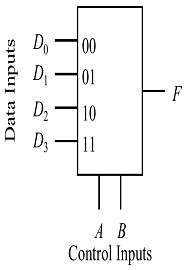 Data Inputs
D₀ 00
D₁ 01
D₂ 10
D₃ 11
F
A B
Control Inputs